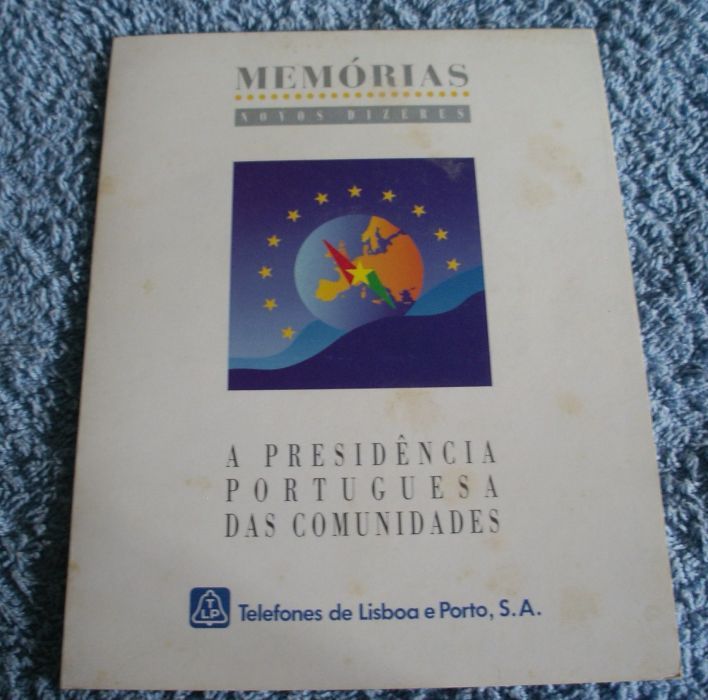 MEMÓRIAS
NOVOS DIZERES
A PRESIDÊNCIA
PORTUGUESA
DAS COMUNIDADES
TLP
Telefones de Lisboa e Porto, S.A.